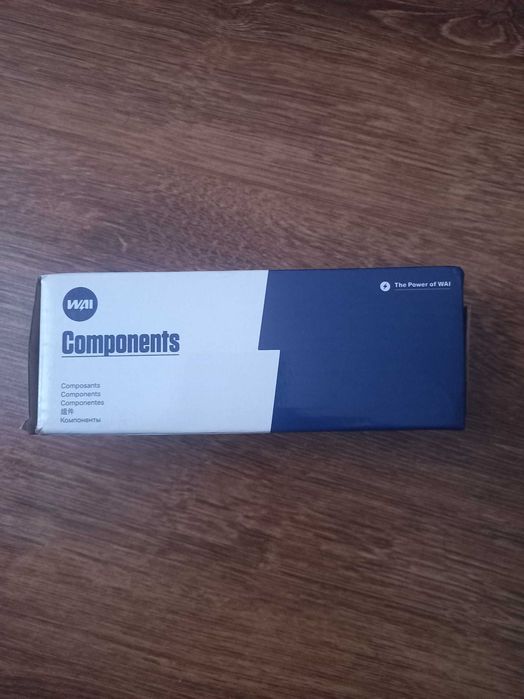 WAI
The Power of WAI
Components
Composants
Components
Componentes
组件
Компоненты